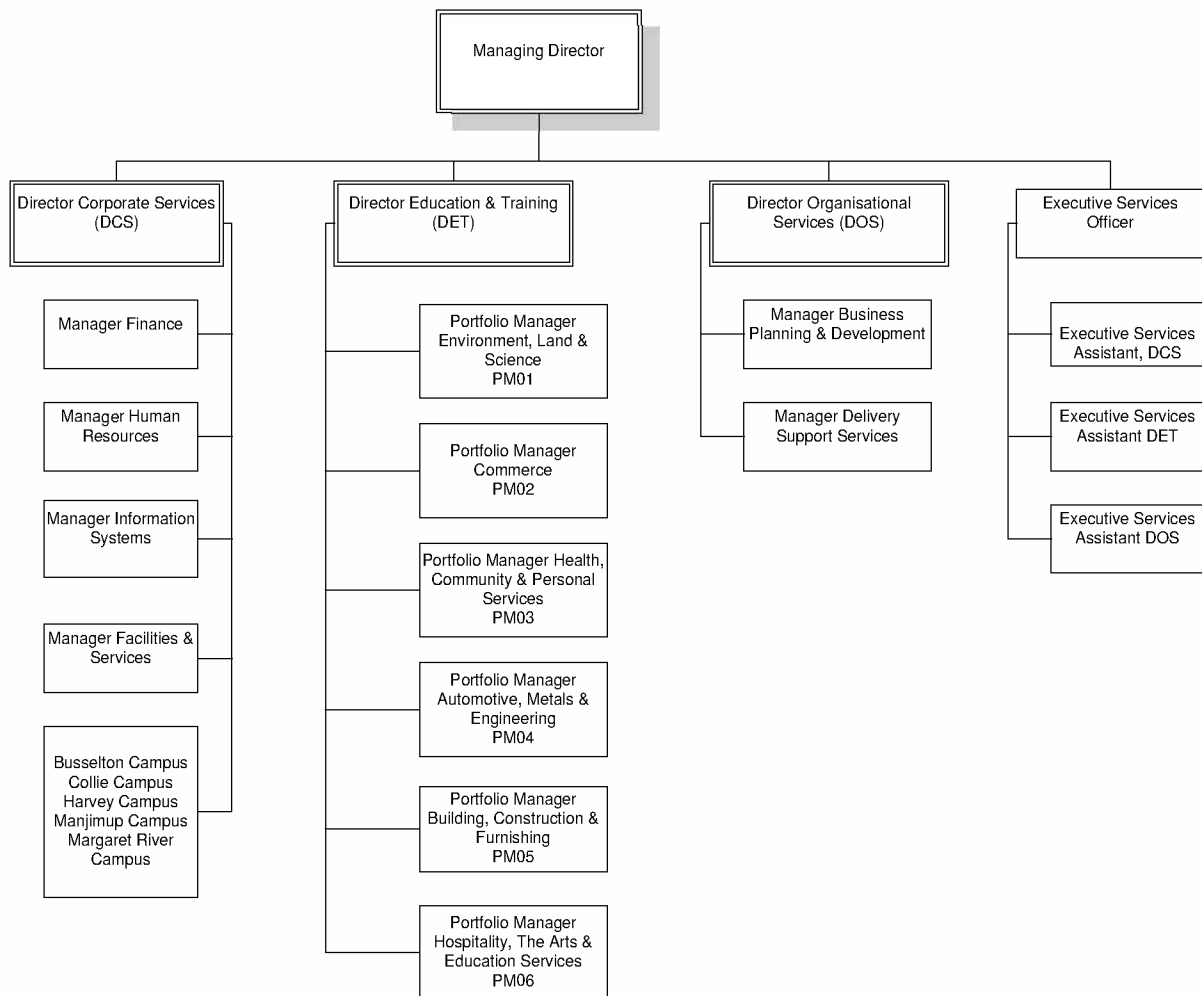 Managing Director
Director Corporate Services
(DCS)
Director Education & Training
(DET)
Director Organisational
Services (DOS)
Executive Services
Officer
Manager Finance
Manager Human
Resources
Manager Information
Systems
Manager Facilities &
Services
Busselton Campus
Collie Campus
Harvey Campus
Manjimup Campus
Margaret River
Campus
Portfolio Manager
Environment, Land &
Science
PM01
Portfolio Manager
Commerce
PM02
Portfolio Manager Health,
Community & Personal
Services
PM03
Portfolio Manager
Automotive, Metals &
Engineering
PM04
Portfolio Manager
Building, Construction &
Furnishing
PM05
Portfolio Manager
Hospitality, The Arts &
Education Services
PM06
Manager Business
Planning & Development
Manager Delivery
Support Services
Executive Services
Assistant, DCS
Executive Services
Assistant DET
Executive Services
Assistant DOS